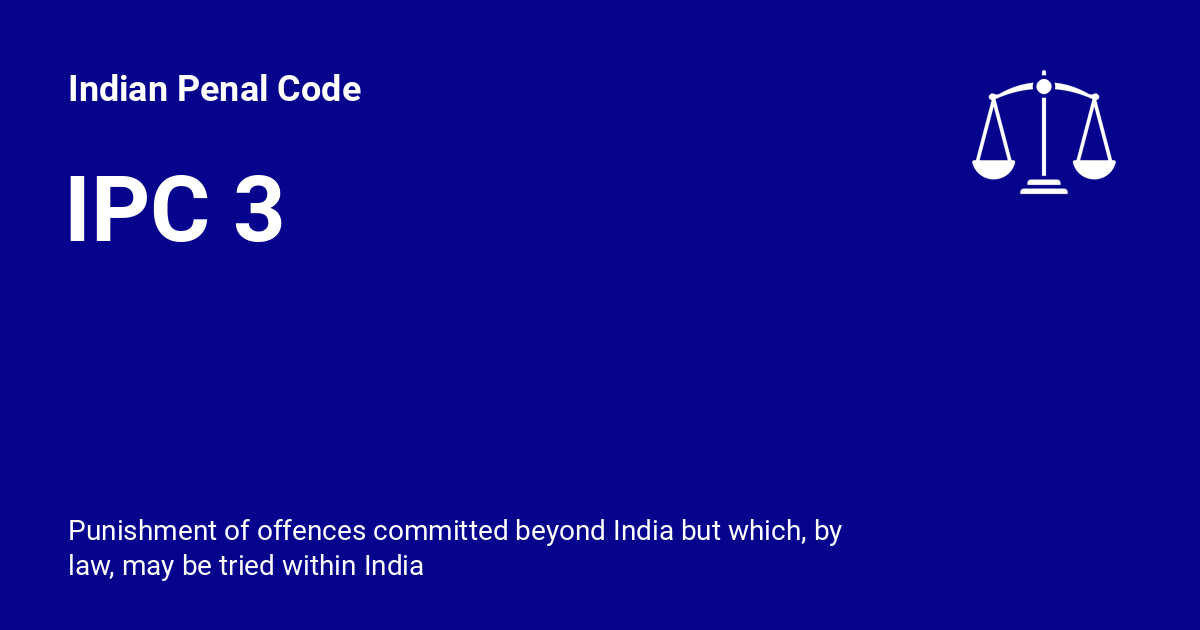 Indian Penal Code
IPC 3
Punishment of offences committed beyond India but which, by
law, may be tried within India